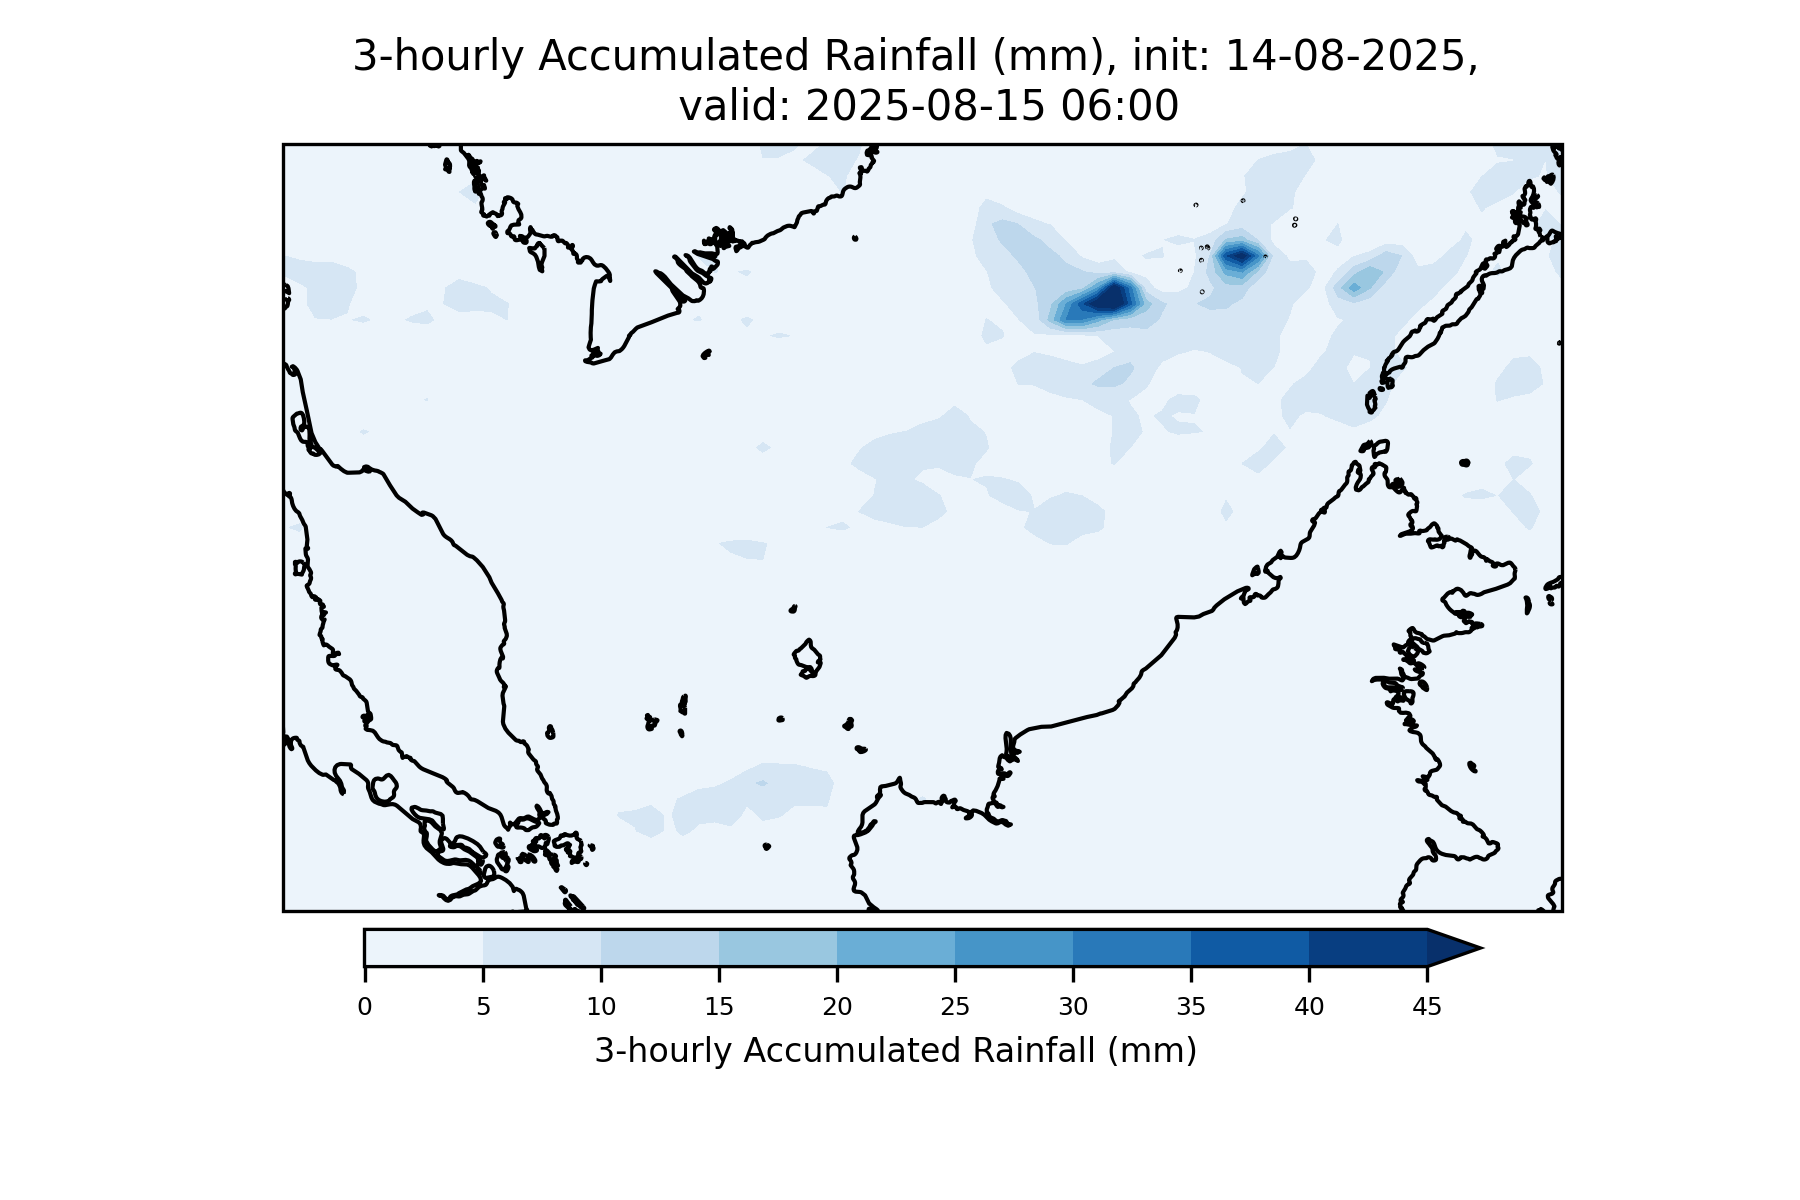 3-hourly Accumulated Rainfall (mm), init: 14-08-2025,
valid: 2025-08-15 06:00
0 5 10 15 20 25 30 35 40 45
3-hourly Accumulated Rainfall (mm)